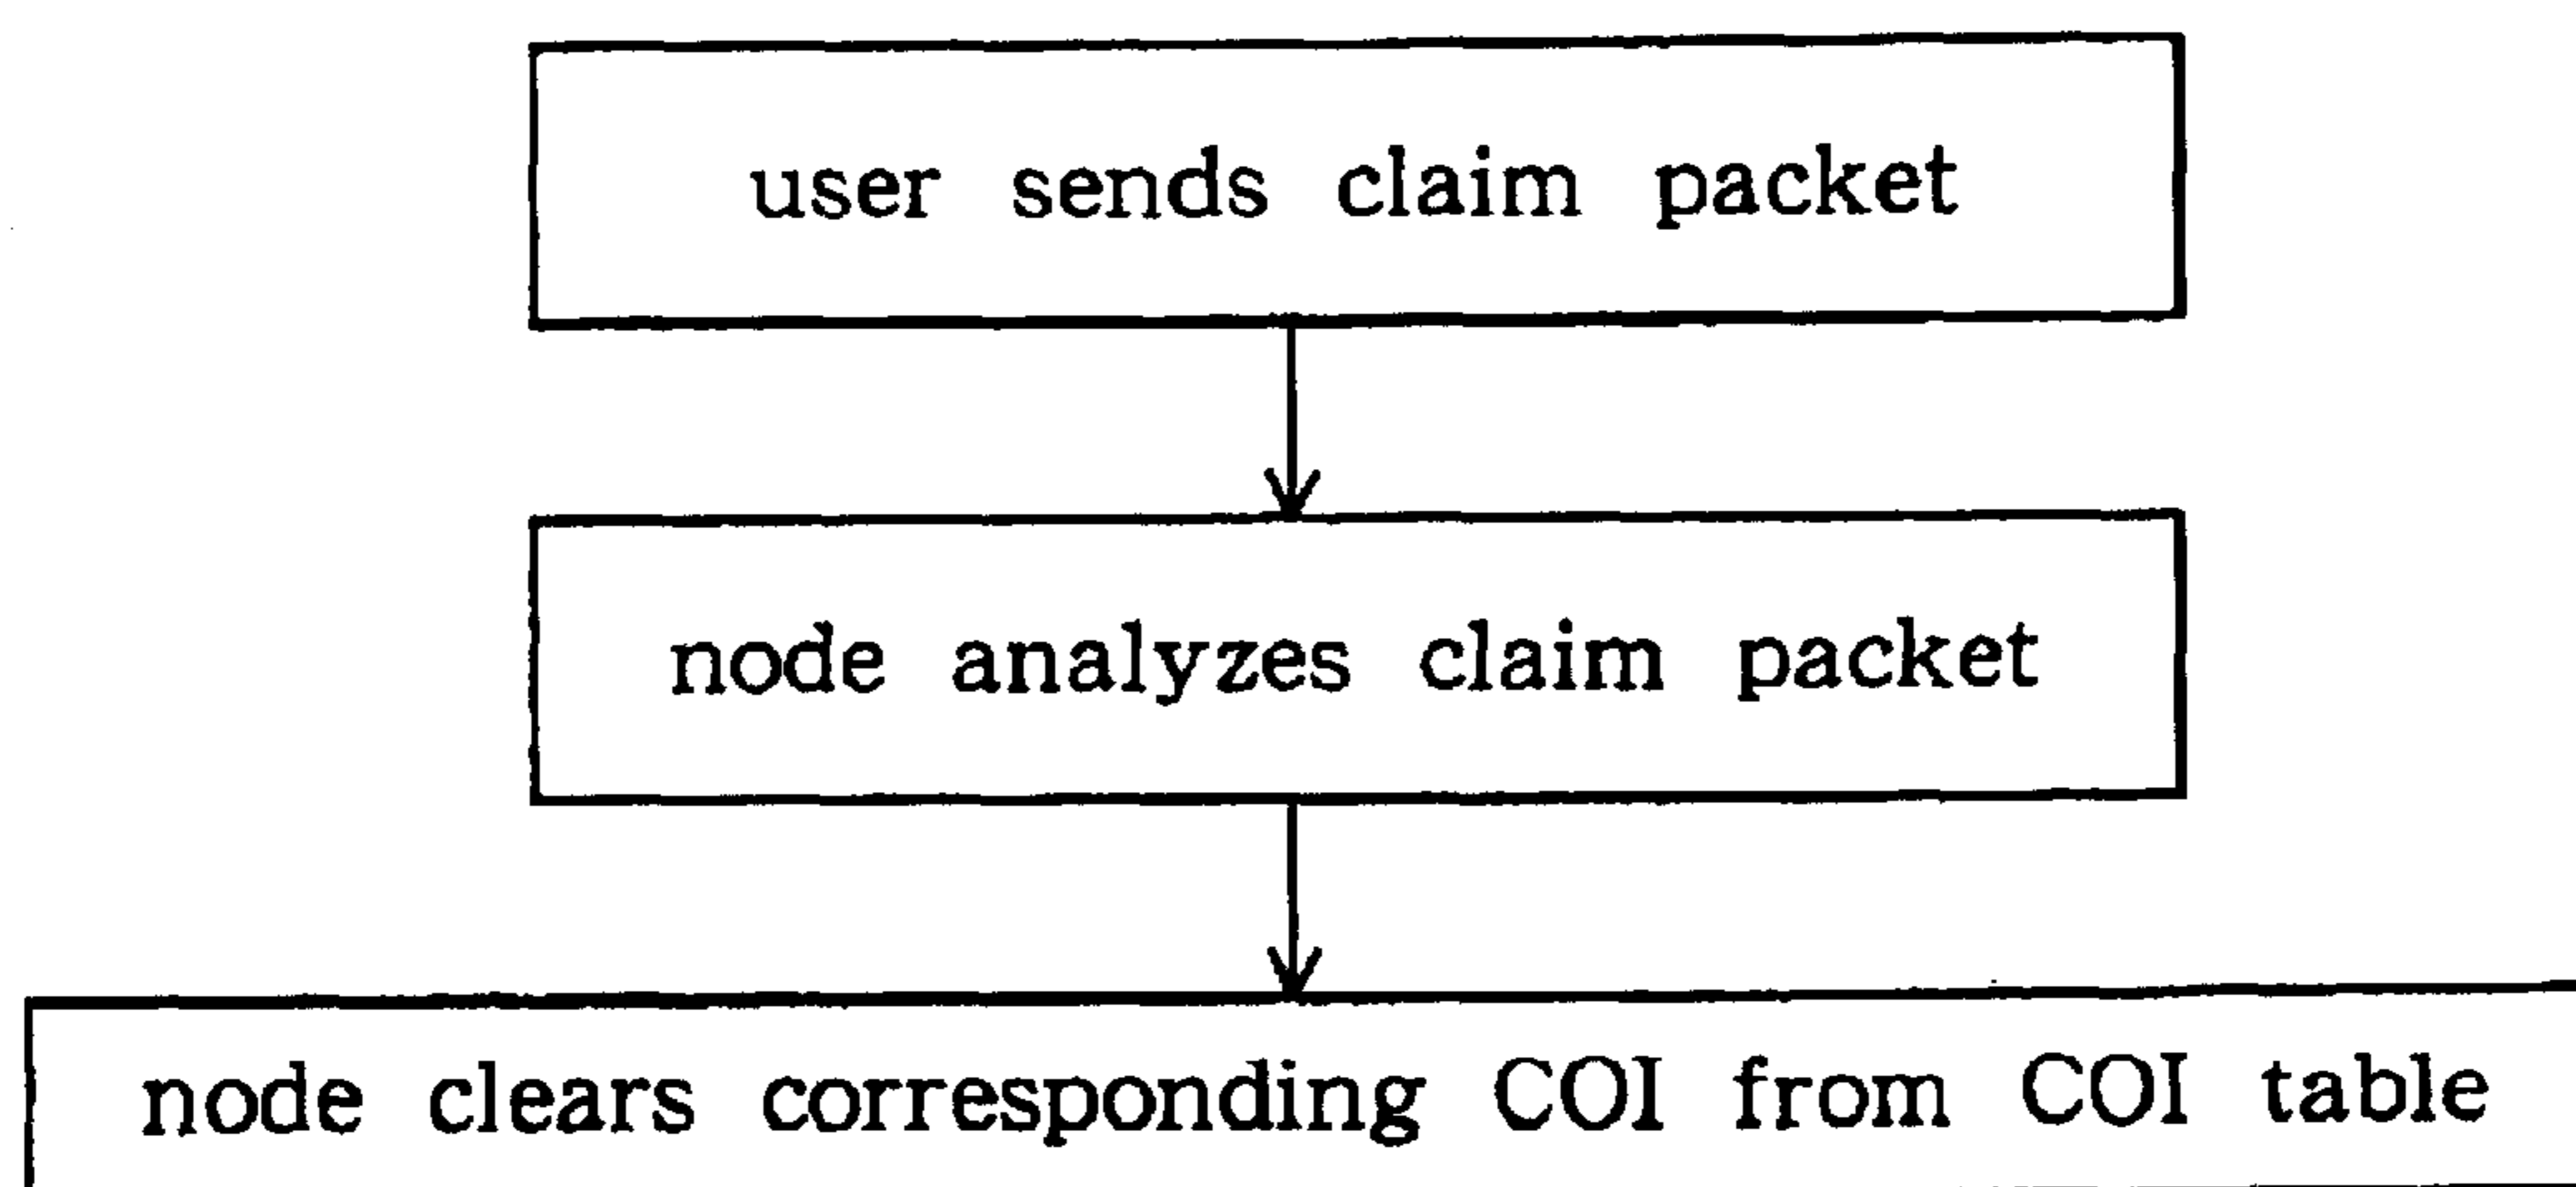 user sends claim packet
node analyzes claim packet
node clears corresponding COI from COI table